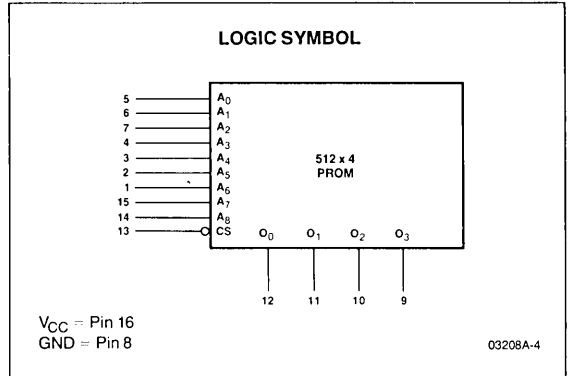 LOGIC SYMBOL
5 A0
6 A1
7 A2
4 A3
3 A4
2 A5
1 A6
15 A7
14 A8
13 CS
512 x 4
PROM
O0 O1 O2 O3
12 11 10 9
VCC = Pin 16
GND = Pin 8
03208A-4